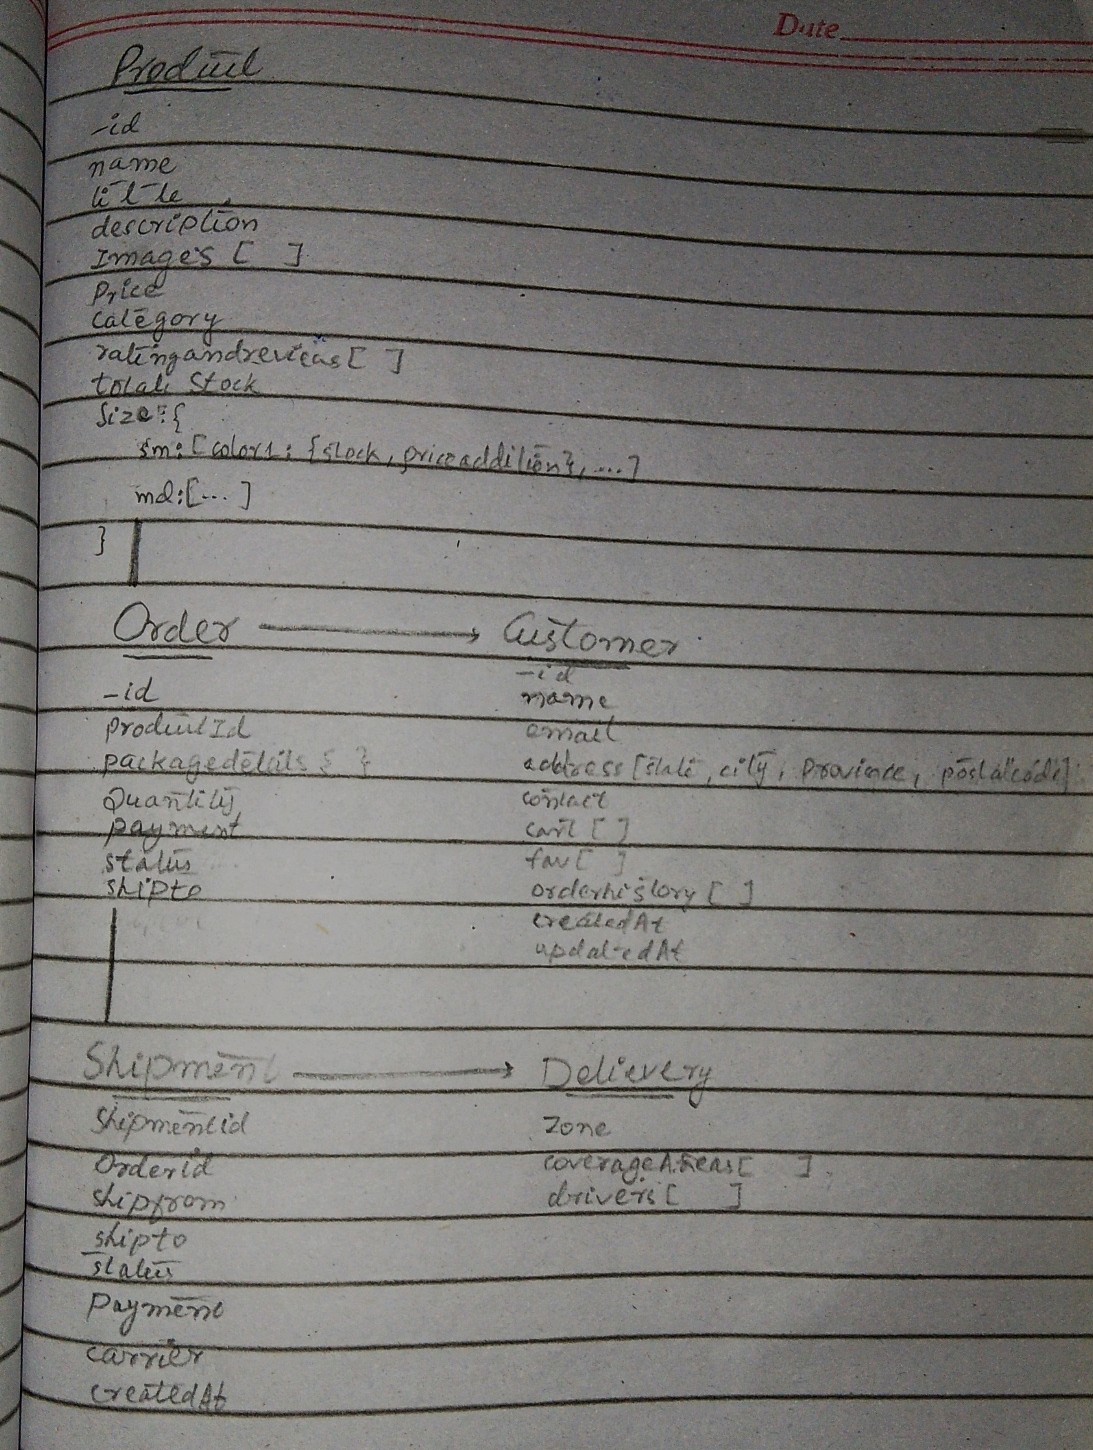 Date
Product
_id
name
title
description
Images [ ]
Price
category
ratingandreviews [ ]
total Stock
Size : {
sm : [ color1 : { stock, priceaddition }, ... ]
md : [ ... ]
}
Order → Customer
_id
productId
packagedetails { }
Quantity
payment
status
shipto
_id
name
email
address [ state, city, Province, postalcode ]
contact
cart [ ]
fav [ ]
orderhistory [ ]
createdAt
updatedAt
Shipment → Delievery
shipmentid
Orderid
shipfrom
shipto
status
Payment
carrier
createdAt
Zone
coverageAreas [ ]
drivers [ ]